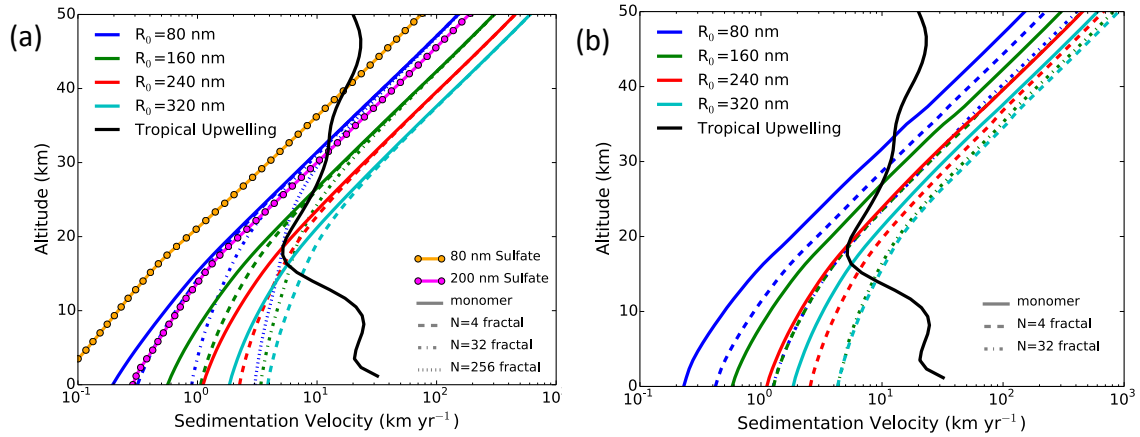 (a)
50
40
30
20
10
0
Altitude (km)
R₀=80 nm
R₀=160 nm
R₀=240 nm
R₀=320 nm
Tropical Upwelling
80 nm Sulfate
200 nm Sulfate
monomer
N=4 fractal
N=32 fractal
N=256 fractal
10⁻¹ 10⁰ 10¹ 10² 10³
Sedimentation Velocity (km yr⁻¹)
(b)
50
40
30
20
10
0
Altitude (km)
R₀=80 nm
R₀=160 nm
R₀=240 nm
R₀=320 nm
Tropical Upwelling
monomer
N=4 fractal
N=32 fractal
10⁻¹ 10⁰ 10¹ 10² 10³
Sedimentation Velocity (km yr⁻¹)